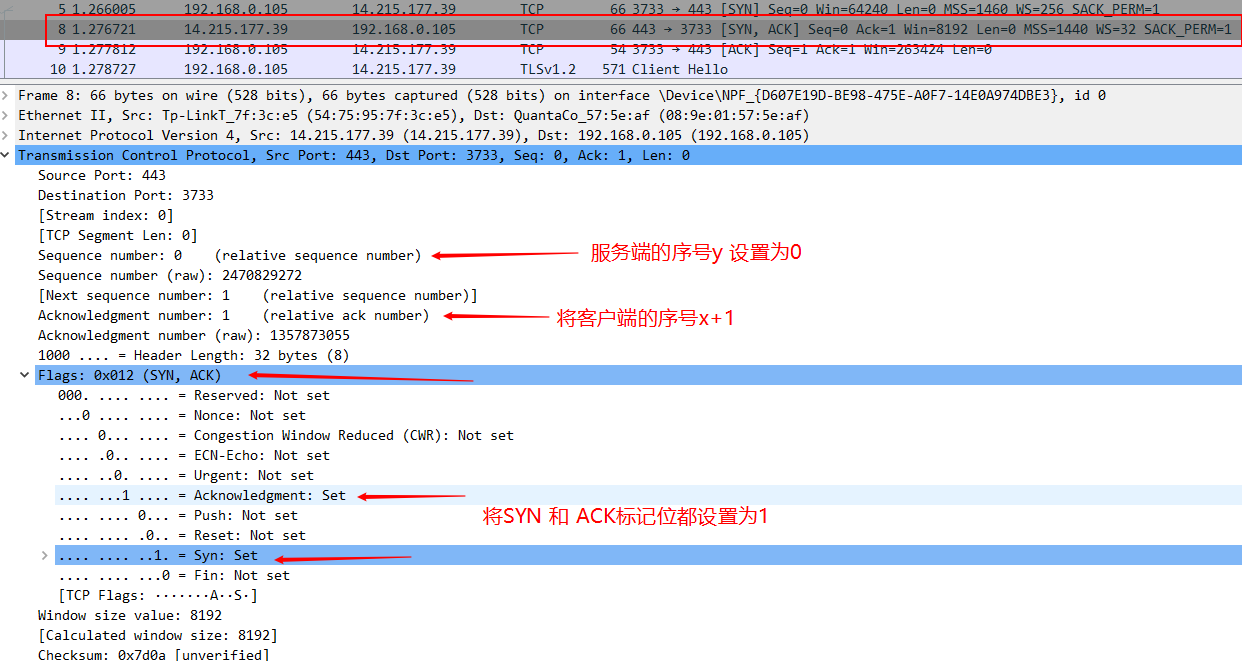 5 1.266005 192.168.0.105 14.215.177.39 TCP 66 3733 → 443 [SYN] Seq=0 Win=64240 Len=0 MSS=1460 WS=256 SACK_PERM=1
8 1.276721 14.215.177.39 192.168.0.105 TCP 66 443 → 3733 [SYN, ACK] Seq=0 Ack=1 Win=8192 Len=0 MSS=1440 WS=32 SACK_PERM=1
9 1.277812 192.168.0.105 14.215.177.39 TCP 54 3733 → 443 [ACK] Seq=1 Ack=1 Win=263424 Len=0
10 1.278727 192.168.0.105 14.215.177.39 TLSv1.2 571 Client Hello
Frame 8: 66 bytes on wire (528 bits), 66 bytes captured (528 bits) on interface \Device\NPF_{D607E19D-BE98-475E-A0F7-14E0A974DBE3}, id 0
Ethernet II, Src: Tp-LinkT_7f:3c:e5 (54:75:95:7f:3c:e5), Dst: QuantaCo_57:5e:af (08:9e:01:57:5e:af)
Internet Protocol Version 4, Src: 14.215.177.39 (14.215.177.39), Dst: 192.168.0.105 (192.168.0.105)
Transmission Control Protocol, Src Port: 443, Dst Port: 3733, Seq: 0, Ack: 1, Len: 0
Source Port: 443
Destination Port: 3733
[Stream index: 0]
[TCP Segment Len: 0]
Sequence number: 0 (relative sequence number) 服务端的序号y 设置为0
Sequence number (raw): 2470829272
[Next sequence number: 1 (relative sequence number)]
Acknowledgment number: 1 (relative ack number) 将客户端的序号x+1
Acknowledgment number (raw): 1357873055
1000 .... = Header Length: 32 bytes (8)
Flags: 0x012 (SYN, ACK)
000. .... .... = Reserved: Not set
...0 .... .... = Nonce: Not set
.... 0... .... = Congestion Window Reduced (CWR): Not set
.... .0.. .... = ECN-Echo: Not set
.... ..0. .... = Urgent: Not set
.... ...1 .... = Acknowledgment: Set
.... .... 0... = Push: Not set 将SYN 和 ACK标记位都设置为1
.... .... .0.. = Reset: Not set
.... .... ..1. = Syn: Set
.... .... ...0 = Fin: Not set
[TCP Flags: ·······A··S·]
Window size value: 8192
[Calculated window size: 8192]
Checksum: 0x7d0a [unverified]